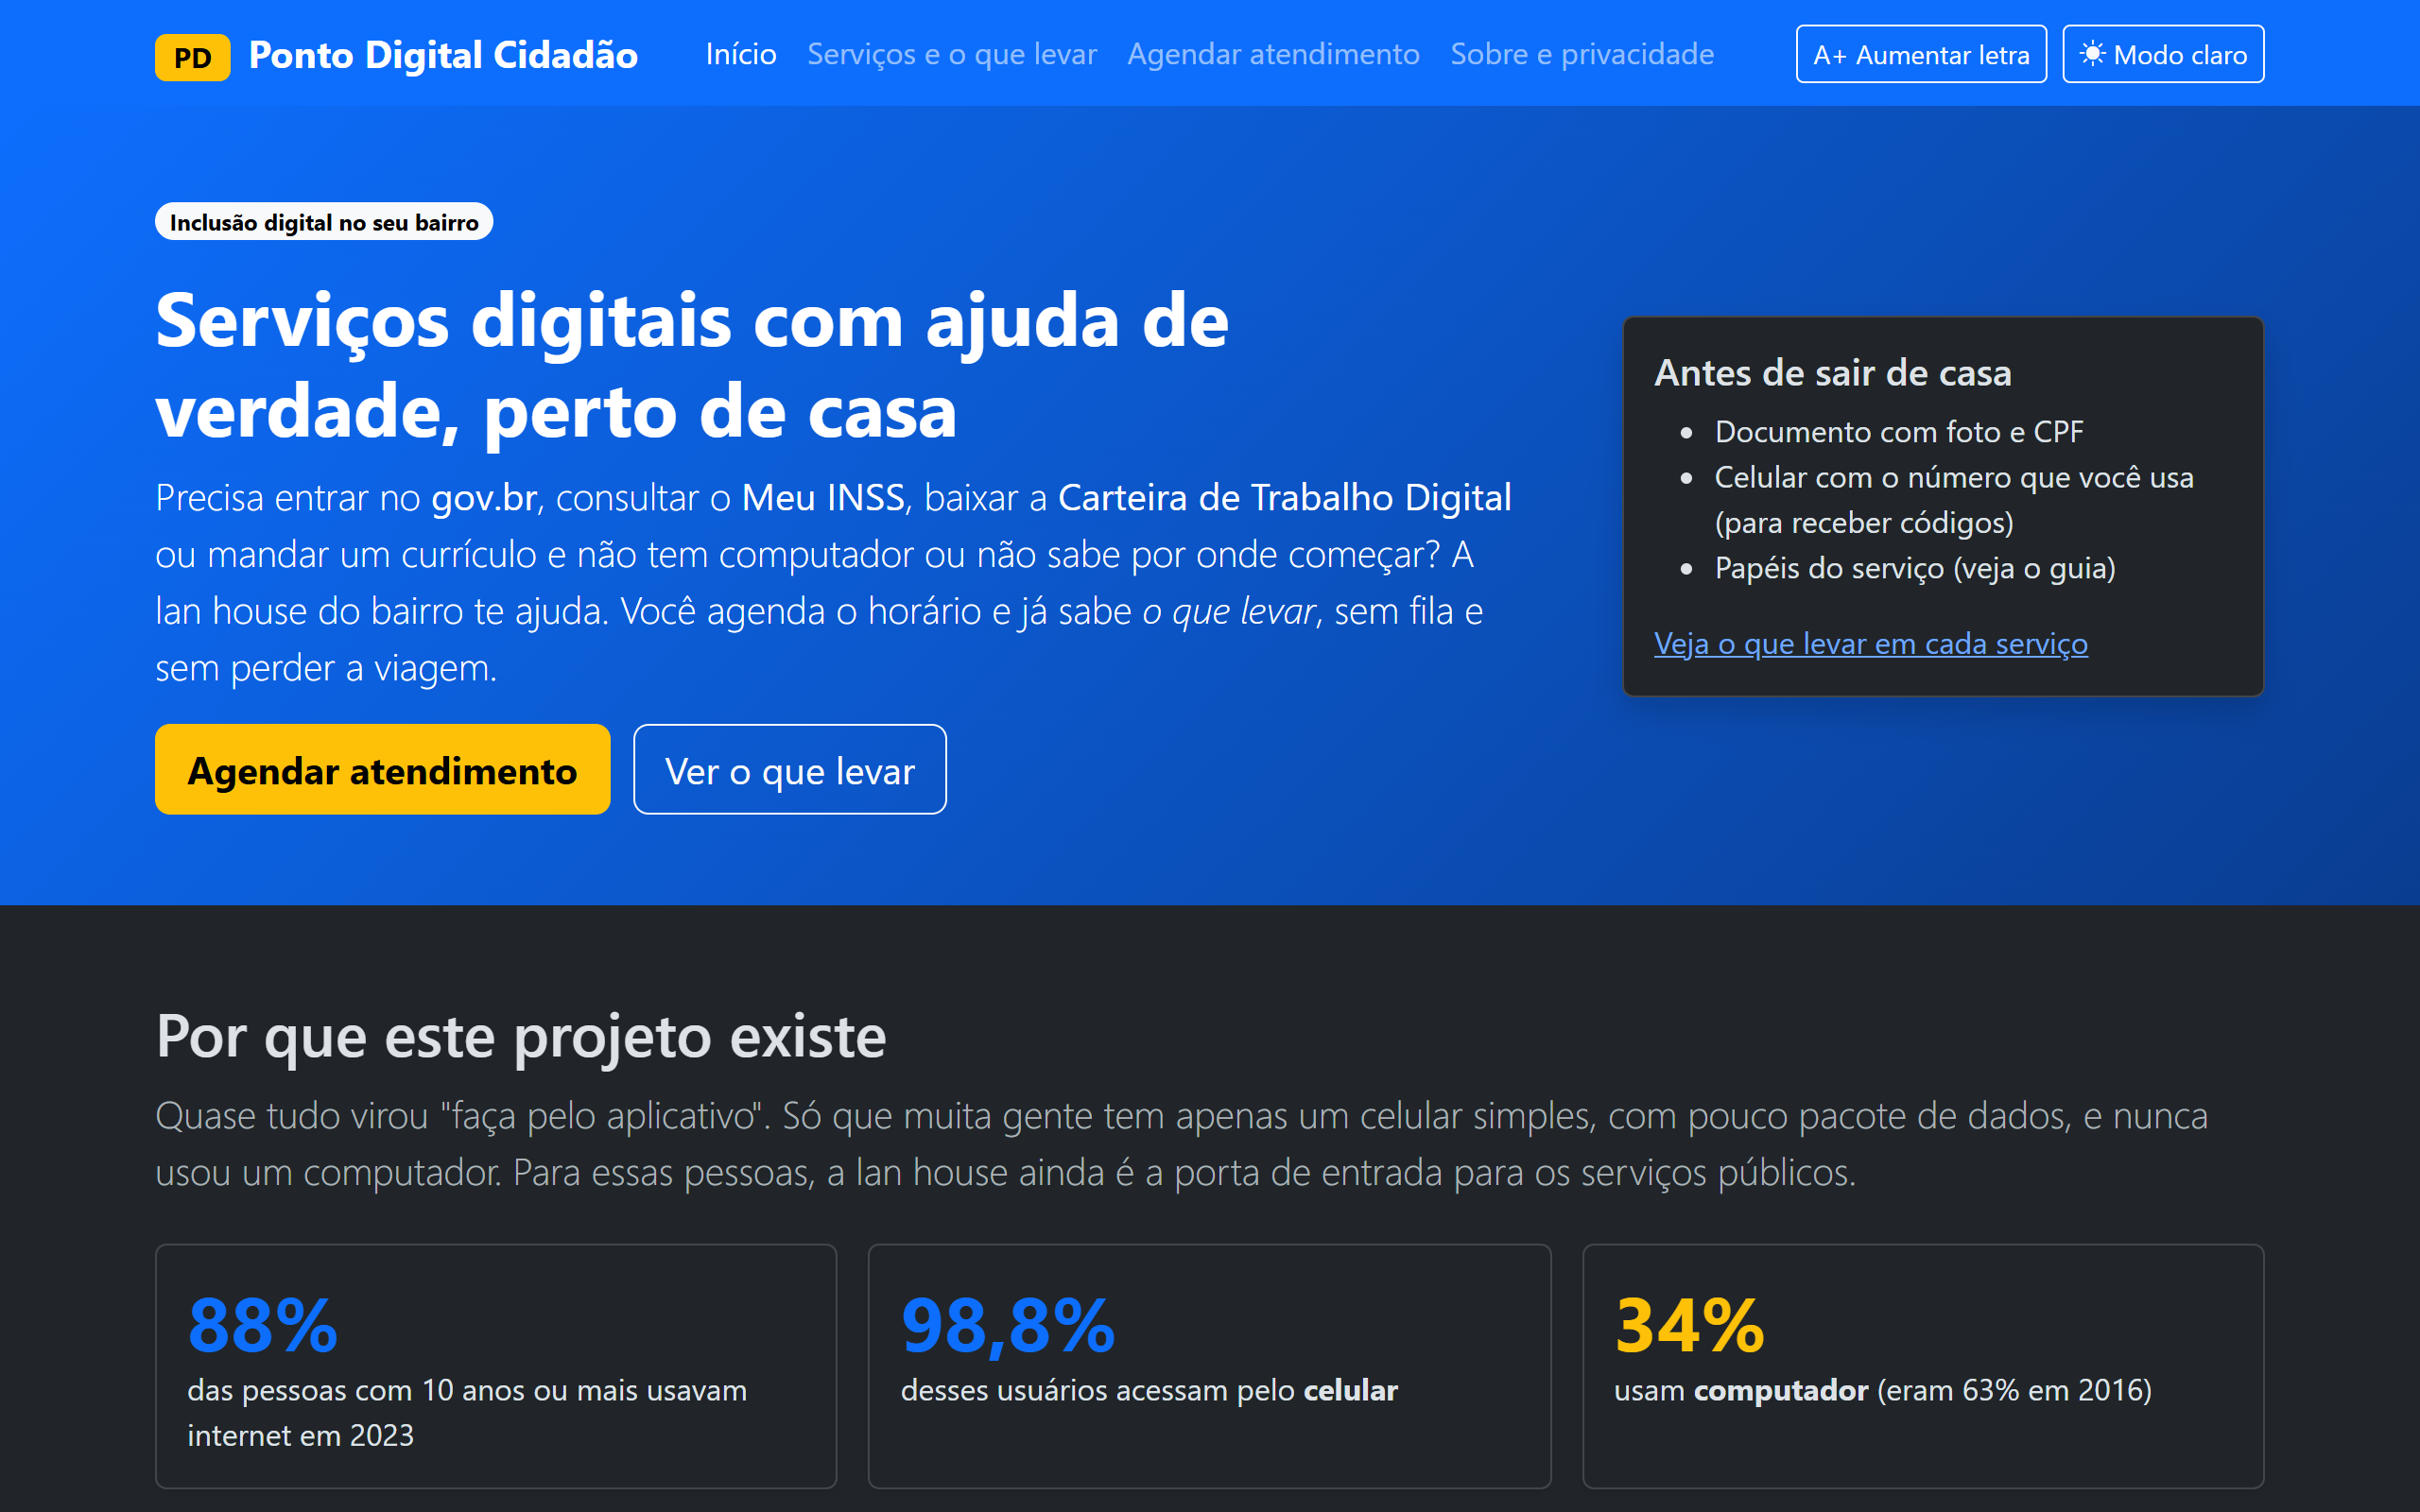 PD Ponto Digital Cidadão Início Serviços e o que levar Agendar atendimento Sobre e privacidade A+ Aumentar letra ☀ Modo claro
Inclusão digital no seu bairro
Serviços digitais com ajuda de
verdade, perto de casa
Precisa entrar no gov.br, consultar o Meu INSS, baixar a Carteira de Trabalho Digital
ou mandar um currículo e não tem computador ou não sabe por onde começar? A
lan house do bairro te ajuda. Você agenda o horário e já sabe o que levar, sem fila e
sem perder a viagem.
Agendar atendimento
Ver o que levar
Antes de sair de casa
• Documento com foto e CPF
• Celular com o número que você usa
(para receber códigos)
• Papéis do serviço (veja o guia)
Veja o que levar em cada serviço
Por que este projeto existe
Quase tudo virou "faça pelo aplicativo". Só que muita gente tem apenas um celular simples, com pouco pacote de dados, e nunca
usou um computador. Para essas pessoas, a lan house ainda é a porta de entrada para os serviços públicos.
88%
das pessoas com 10 anos ou mais usavam
internet em 2023
98,8%
desses usuários acessam pelo celular
34%
usam computador (eram 63% em 2016)